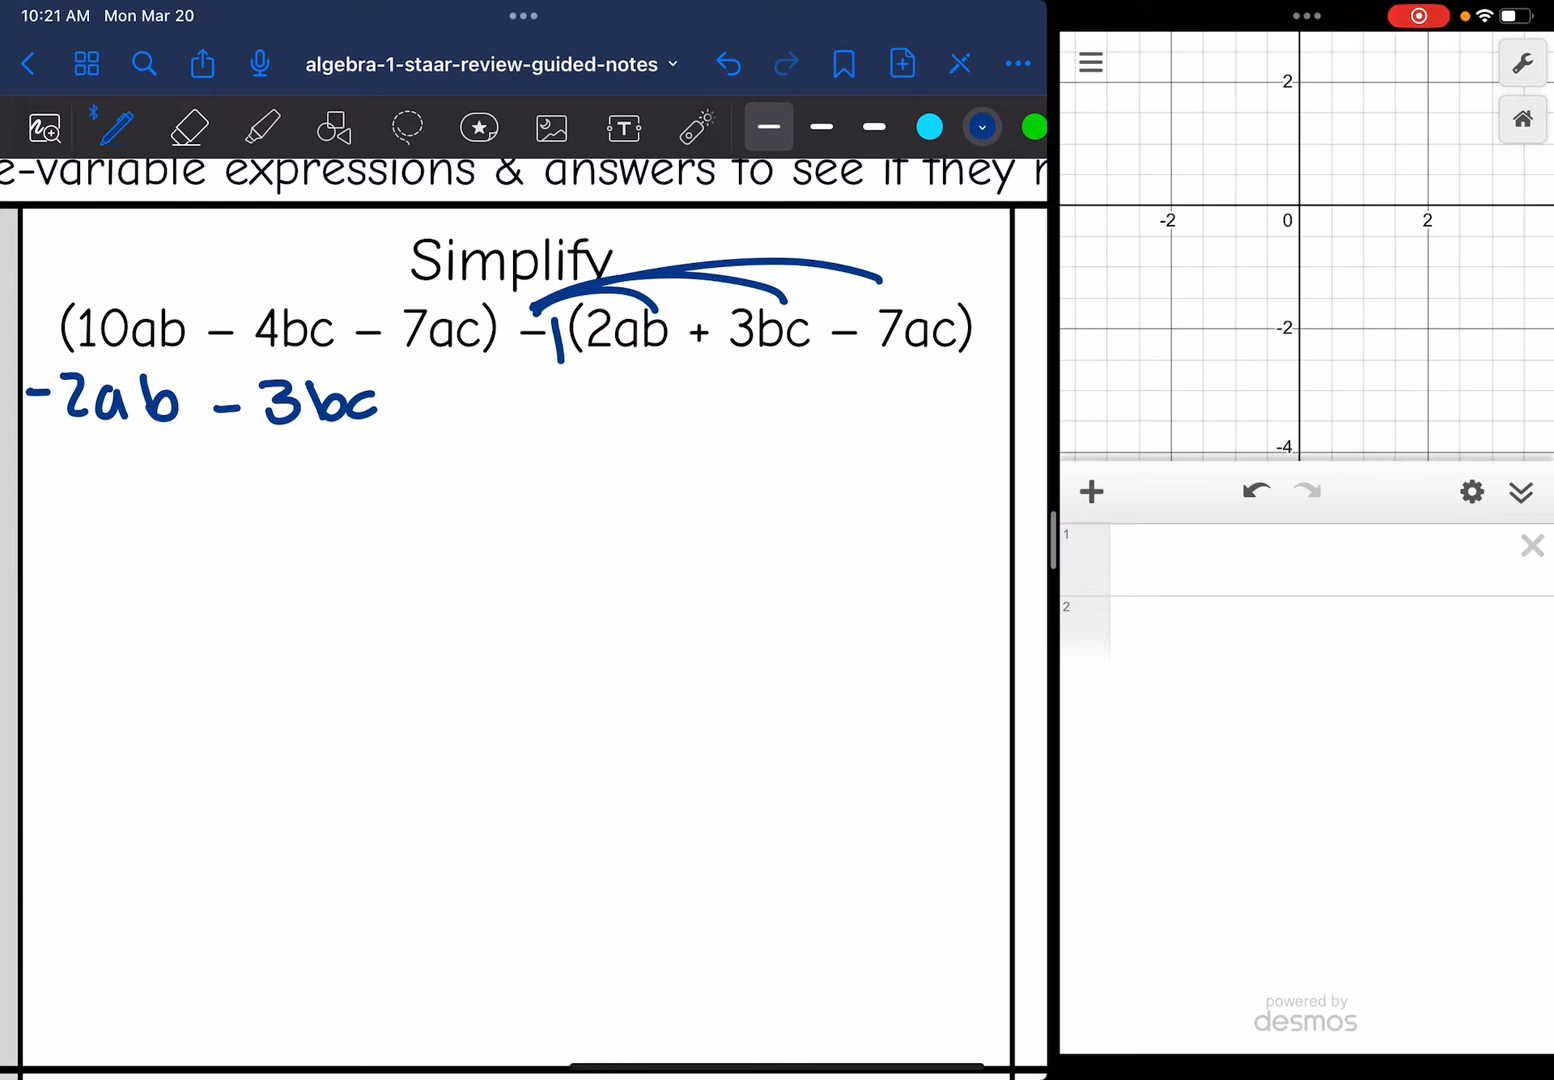 10:21 AM Mon Mar 20
algebra-1-staar-review-guided-notes
e-variable expressions & answers to see if they
Simplify
(10ab – 4bc – 7ac) –1(2ab + 3bc – 7ac)
-2ab - 3bc
2
-2 0 2
-2
-4
1
2
powered by
desmos